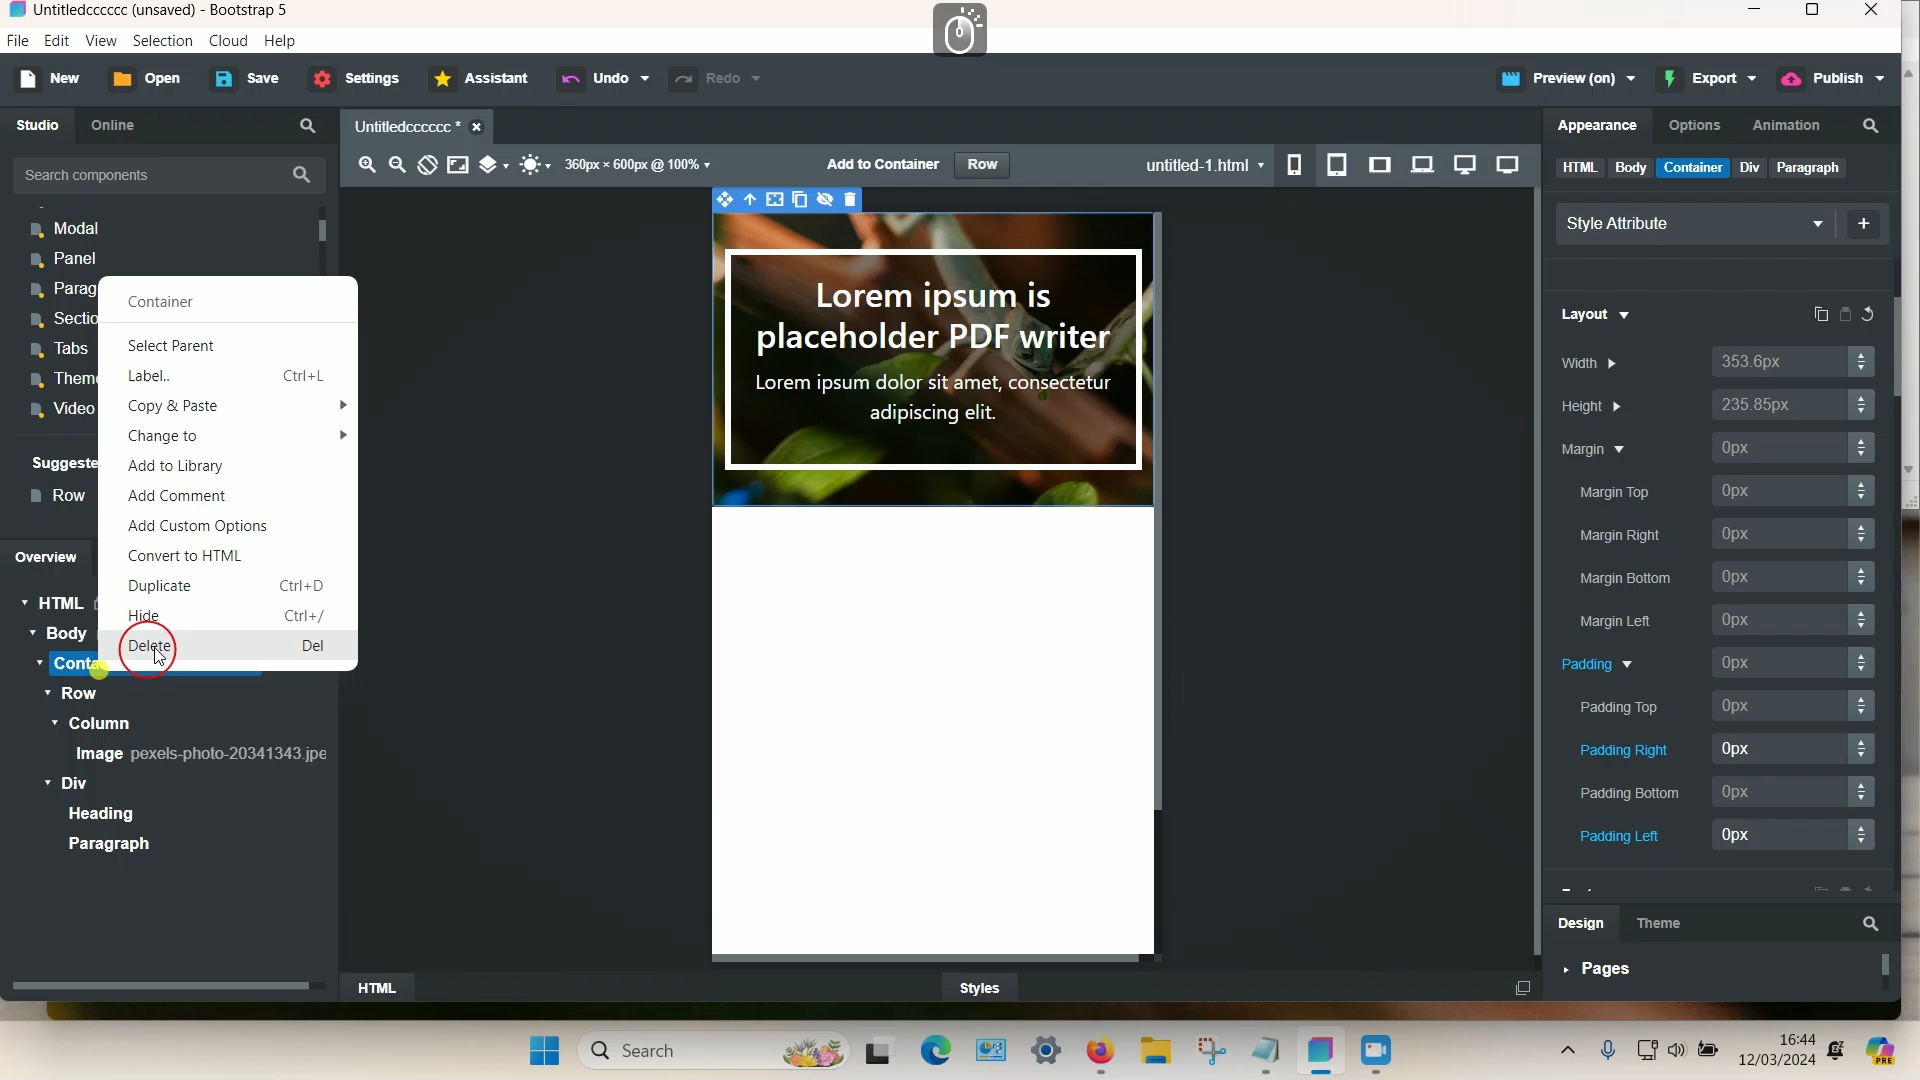 Untitledcccccc (unsaved) - Bootstrap 5
File Edit View Selection Cloud Help
New Open Save Settings Assistant Undo Redo Preview (on) Export Publish
Studio Online
Untitledcccccc *
Appearance Options Animation
Search components
360px × 600px @ 100%
Add to Container Row
untitled-1.html
HTML Body Container Div Paragraph
Style Attribute
Modal
Panel
Parag
Sectio
Tabs
Them
Video
Suggeste
Row
Container
Select Parent
Label.. Ctrl+L
Copy & Paste
Change to
Add to Library
Add Comment
Add Custom Options
Convert to HTML
Duplicate Ctrl+D
Hide Ctrl+/
Delete Del
Overview
HTML
Body
Conta
Row
Column
Image pexels-photo-20341343.jpe
Div
Heading
Paragraph
Lorem ipsum is
placeholder PDF writer
Lorem ipsum dolor sit amet, consectetur
adipiscing elit.
Layout
Width 353.6px
Height 235.85px
Margin 0px
Margin Top 0px
Margin Right 0px
Margin Bottom 0px
Margin Left 0px
Padding 0px
Padding Top 0px
Padding Right 0px
Padding Bottom 0px
Padding Left 0px
Design Theme
Pages
HTML
Styles
Search
16:44
12/03/2024
PRE